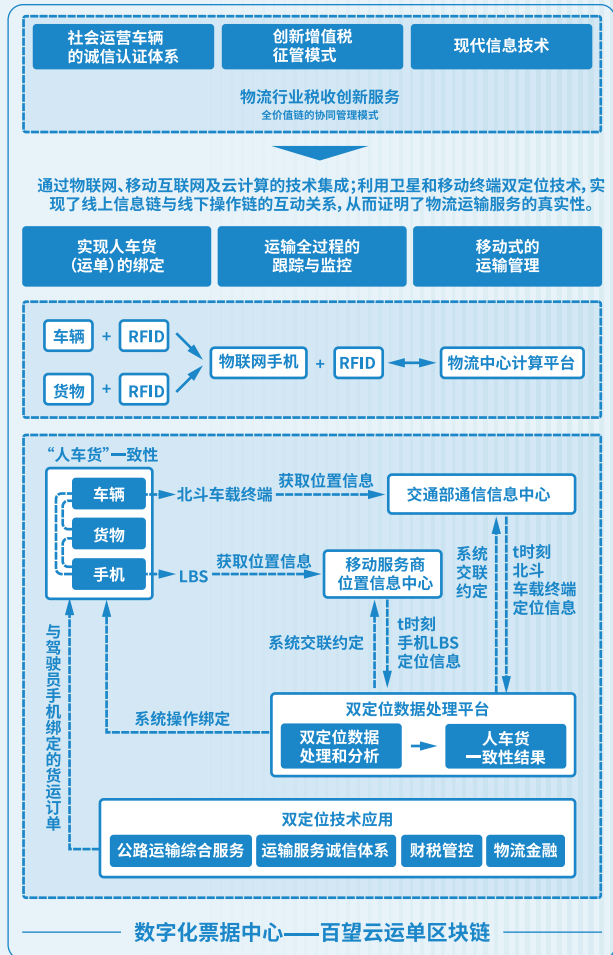 社会运营车辆
的诚信认证体系
创新增值税
征管模式
现代信息技术
物流行业税收创新服务
全价值链的协同管理模式
通过物联网、移动互联网及云计算的技术集成；利用卫星和移动终端双定位技术，实
现了线上信息链与线下操作链的互动关系，从而证明了物流运输服务的真实性。
实现人车货
（运单）的绑定
运输全过程的
跟踪与监控
移动式的
运输管理
车辆 + RFID
货物 + RFID
物联网手机 + RFID
物流中心计算平台
“人车货”一致性
车辆
货物
手机
北斗车载终端
获取位置信息
交通部通信信息中心
LBS
获取位置信息
移动服务商
位置信息中心
系统
交联
约定
t时刻
北斗
车载终端
定位信息
系统交联约定
t时刻
手机LBS
定位信息
与驾驶员手机绑定的货运订单
系统操作绑定
双定位数据处理平台
双定位数据
处理和分析
人车货
一致性结果
双定位技术应用
公路运输综合服务
运输服务诚信体系
财税管控
物流金融
数字化票据中心——百望云运单区块链